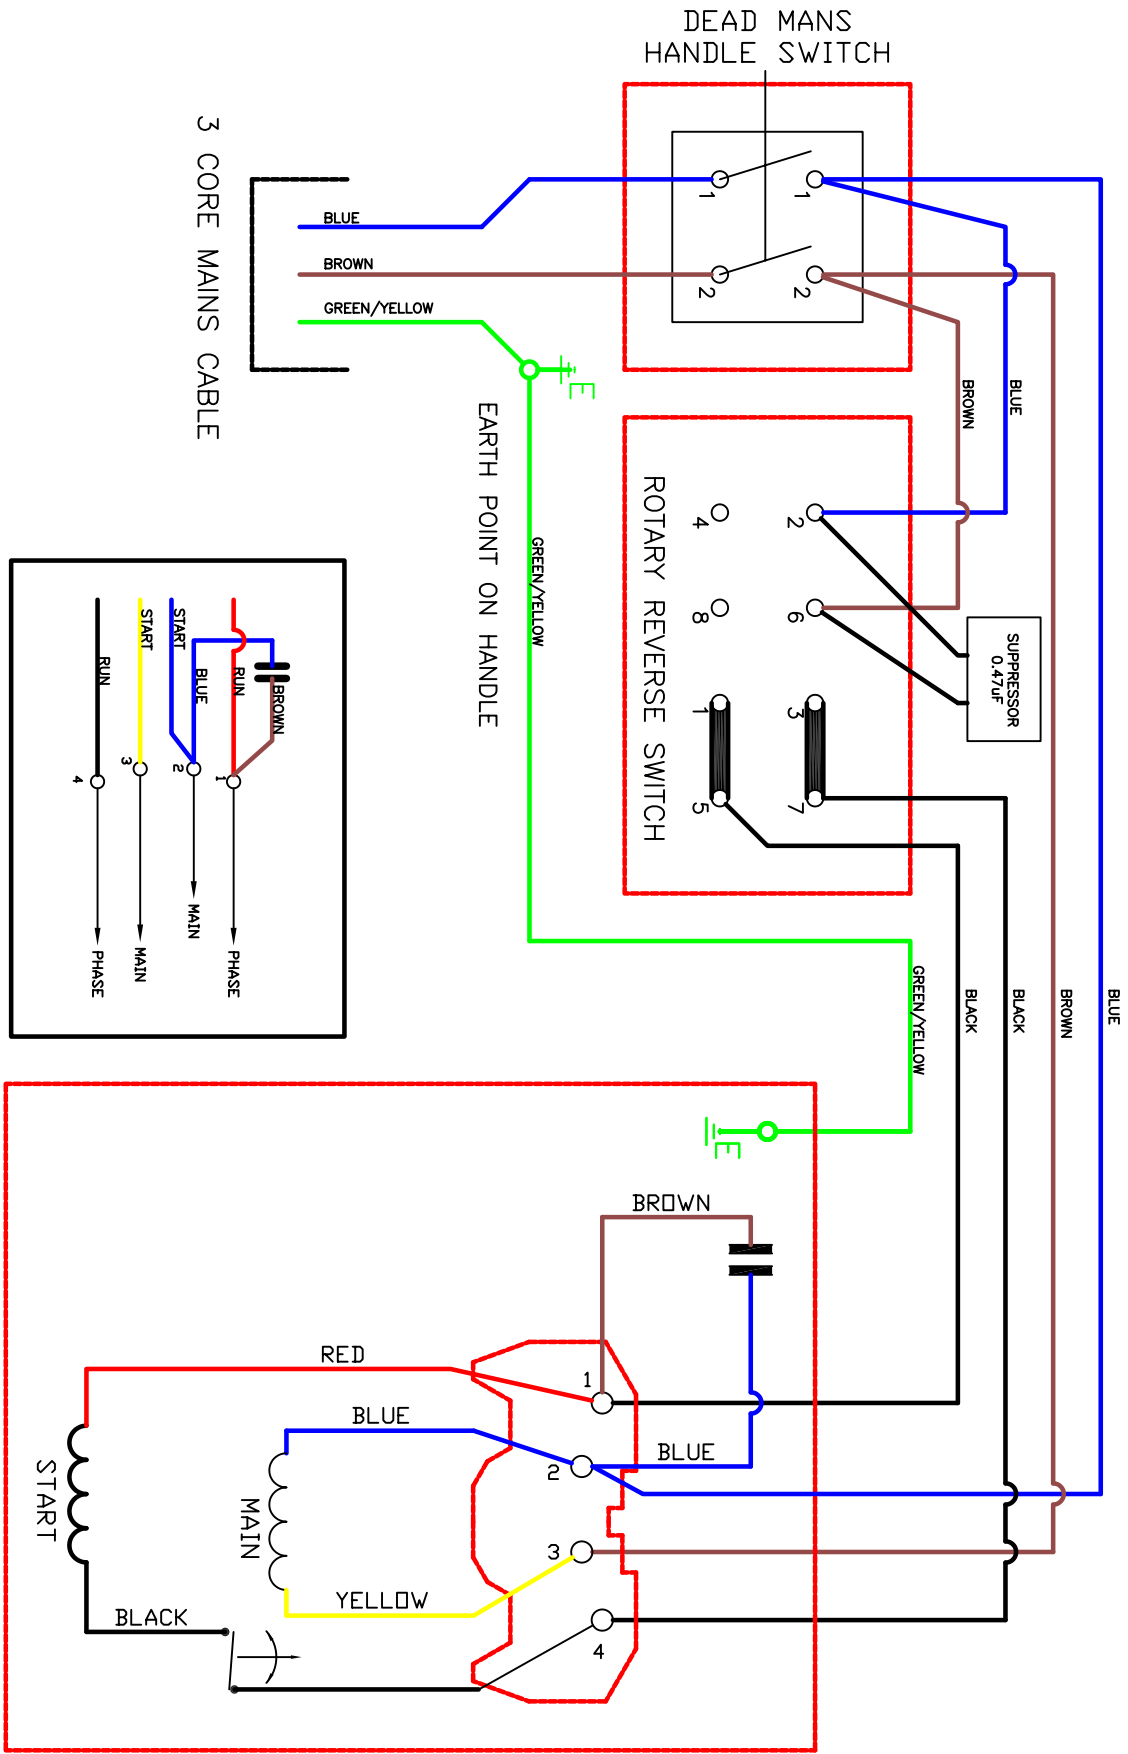 DEAD MANS
HANDLE SWITCH
1
1
2
2
3 CORE MAINS CABLE
BLUE
BROWN
GREEN/YELLOW
E
EARTH POINT ON HANDLE
GREEN/YELLOW
BROWN
BLUE
ROTARY REVERSE SWITCH
4
2
8
6
1
3
5
7
SUPPRESSOR
0.47uF
START
START
RUN
BLUE
RUN
BROWN
3
2
1
4
MAIN
MAIN
PHASE
PHASE
GREEN/YELLOW
BLACK
BLACK
BROWN
BLUE
E
BROWN
RED
1
BLUE
BLUE
2
START
MAIN
3
YELLOW
BLACK
4